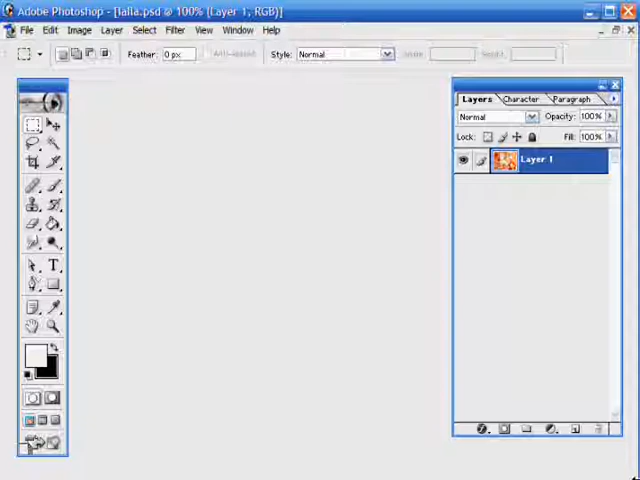 Adobe Photoshop - [lalla.psd @ 100% (Layer 1, RGB)]
File Edit Image Layer Select Filter View Window Help
Feather: 0 px Anti-aliased Style: Normal
Layers Character Paragraph
Normal Opacity: 100%
Lock: Fill: 100%
Layer 1
T